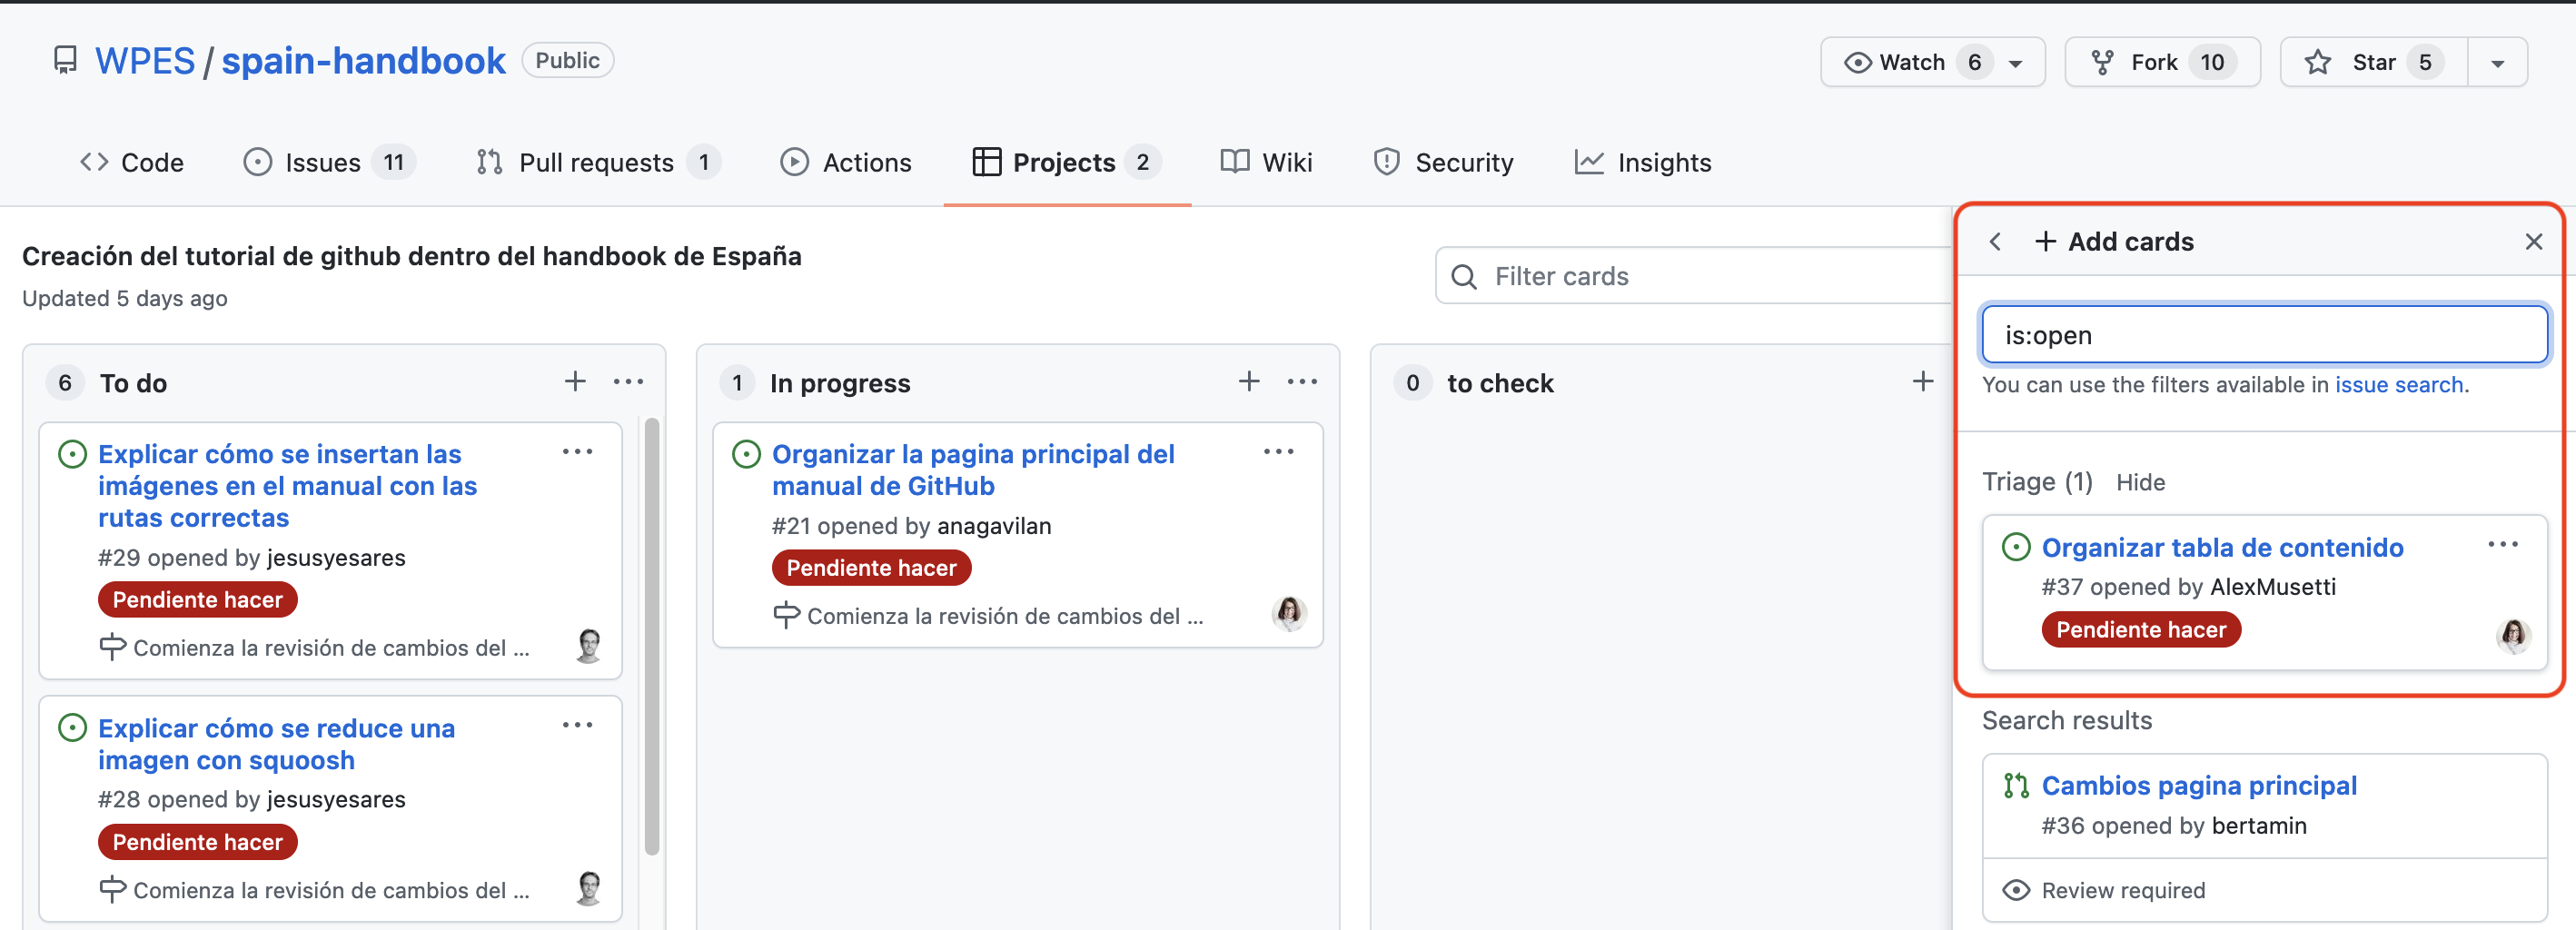 WPES / spain-handbook Public
Watch 6
Fork 10
Star 5
Code
Issues 11
Pull requests 1
Actions
Projects 2
Wiki
Security
Insights
Creación del tutorial de github dentro del handbook de España
Updated 5 days ago
Filter cards
6 To do
Explicar cómo se insertan las
imágenes en el manual con las
rutas correctas
#29 opened by jesusyesares
Pendiente hacer
Comienza la revisión de cambios del ...
Explicar cómo se reduce una
imagen con squoosh
#28 opened by jesusyesares
Pendiente hacer
Comienza la revisión de cambios del ...
1 In progress
Organizar la pagina principal del
manual de GitHub
#21 opened by anagavilan
Pendiente hacer
Comienza la revisión de cambios del ...
0 to check
Add cards
is:open
You can use the filters available in issue search.
Triage (1) Hide
Organizar tabla de contenido
#37 opened by AlexMusetti
Pendiente hacer
Search results
Cambios pagina principal
#36 opened by bertamin
Review required